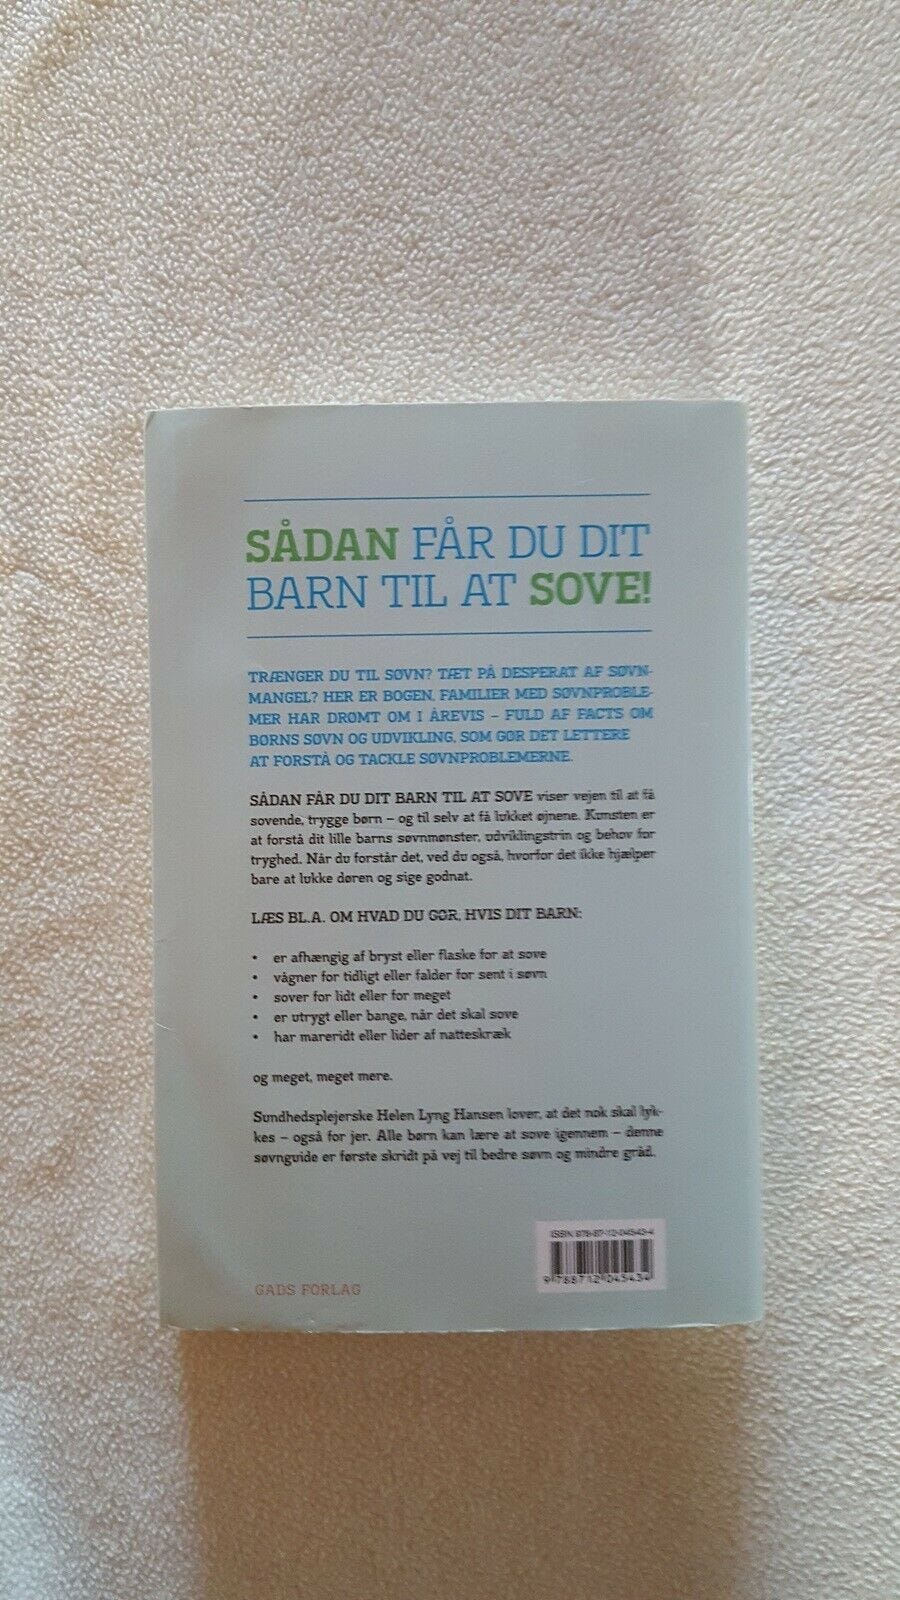 SÅDAN FÅR DU DIT
BARN TIL AT SOVE!
TRÆNGER DU TIL SØVN? TÆT PÅ DESPERAT AF SØVN-
MANGEL? HER ER BOGEN, FAMILIER MED SØVNPROBLE-
MER HAR DRØMT OM I ÅREVIS – FULD AF FACTS OM
BØRNS SØVN OG UDVIKLING, SOM GØR DET LETTERE
AT FORSTÅ OG TACKLE SØVNPROBLEMERNE.
SÅDAN FÅR DU DIT BARN TIL AT SOVE viser vejen til at få
sovende, trygge børn – og til selv at få lukket øjnene. Kunsten er
at forstå dit lille barns søvnmønster, udviklingstrin og behov for
tryghed. Når du forstår det, ved du også, hvorfor det ikke hjælper
bare at lukke døren og sige godnat.
LÆS BL.A. OM HVAD DU GØR, HVIS DIT BARN:
• er afhængig af bryst eller flaske for at sove
• vågner for tidligt eller falder for sent i søvn
• sover for lidt eller for meget
• er utrygt eller bange, når det skal sove
• har mareridt eller lider af natteskræk
og meget, meget mere.
Sundhedsplejerske Helen Lyng Hansen lover, at det nok skal lyk-
kes – også for jer. Alle børn kan lære at sove igennem – denne
søvnguide er første skridt på vej til bedre søvn og mindre gråd.
ISBN 978-87-12-04543-4
9 788712 045434
GADS FORLAG